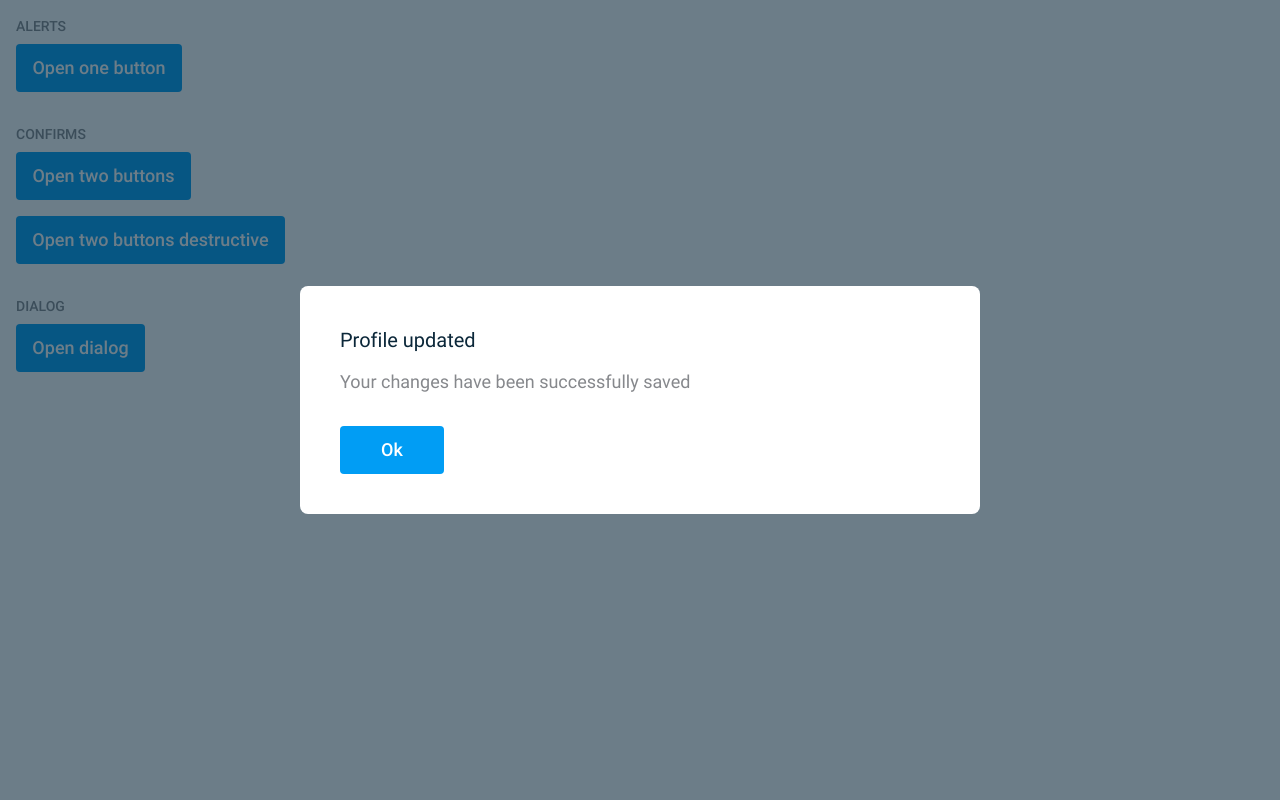 ALERTS
Open one button
CONFIRMS
Open two buttons
Open two buttons destructive
DIALOG
Open dialog
Profile updated
Your changes have been successfully saved
Ok